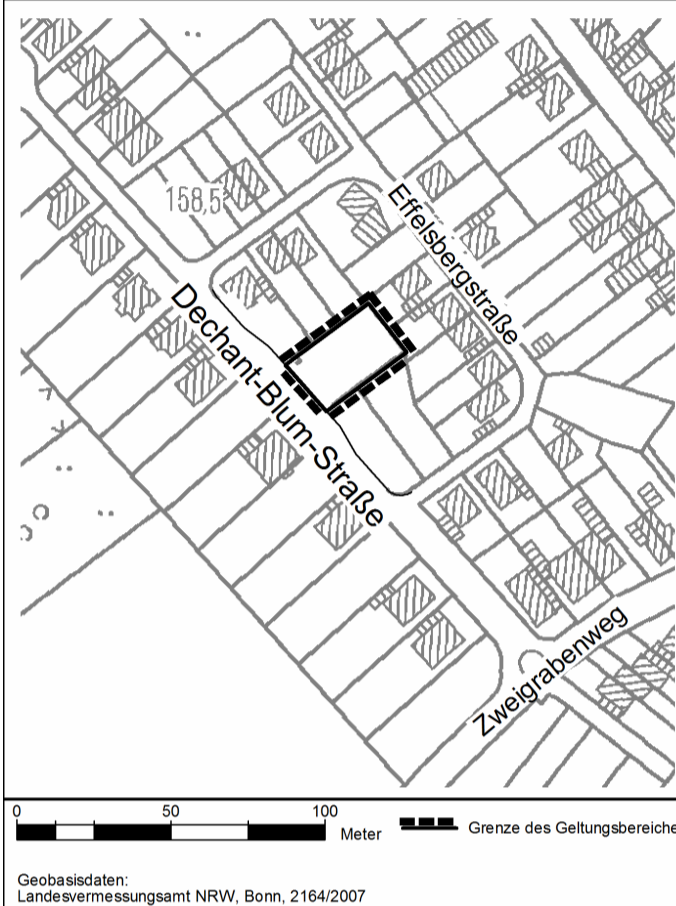 158,5
Effelsbergstraße
Dechant-Blum-Straße
Zweigrabenweg
0 50 100
Meter
Grenze des Geltungsbereiche
Geobasisdaten:
Landesvermessungsamt NRW, Bonn, 2164/2007